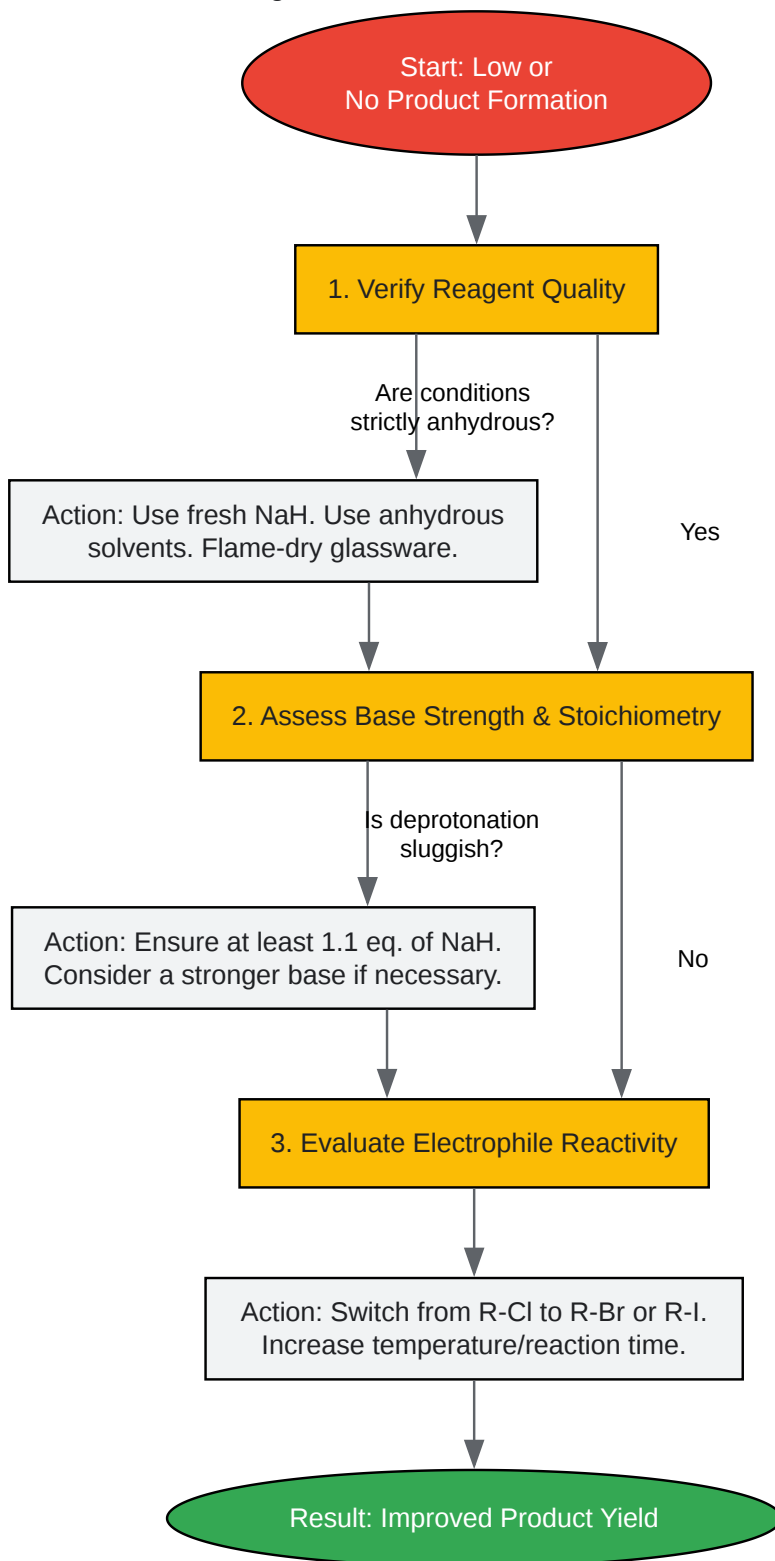 Start: Low or
No Product Formation
1. Verify Reagent Quality
Are conditions
strictly anhydrous?
Action: Use fresh NaH. Use anhydrous
solvents. Flame-dry glassware.
Yes
2. Assess Base Strength & Stoichiometry
Is deprotonation
sluggish?
Action: Ensure at least 1.1 eq. of NaH.
Consider a stronger base if necessary.
No
3. Evaluate Electrophile Reactivity
Action: Switch from R-Cl to R-Br or R-I.
Increase temperature/reaction time.
Result: Improved Product Yield